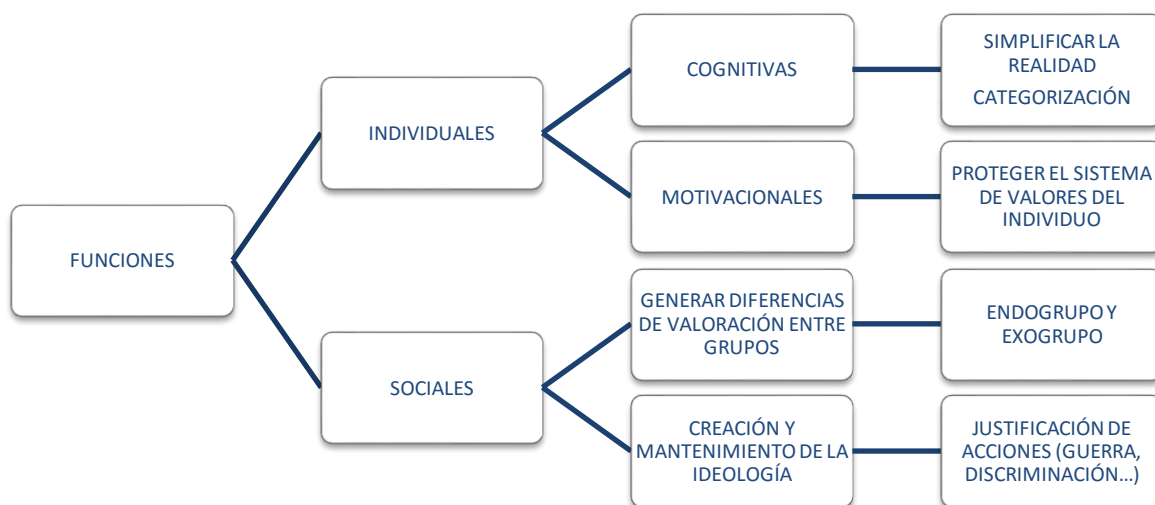 FUNCIONES
INDIVIDUALES
COGNITIVAS
SIMPLIFICAR LA
REALIDAD
CATEGORIZACIÓN
MOTIVACIONALES
PROTEGER EL SISTEMA
DE VALORES DEL
INDIVIDUO
SOCIALES
GENERAR DIFERENCIAS
DE VALORACIÓN ENTRE
GRUPOS
ENDOGRUPO Y
EXOGRUPO
CREACIÓN Y
MANTENIMIENTO DE LA
IDEOLOGÍA
JUSTIFICACIÓN DE
ACCIONES (GUERRA,
DISCRIMINACIÓN...)